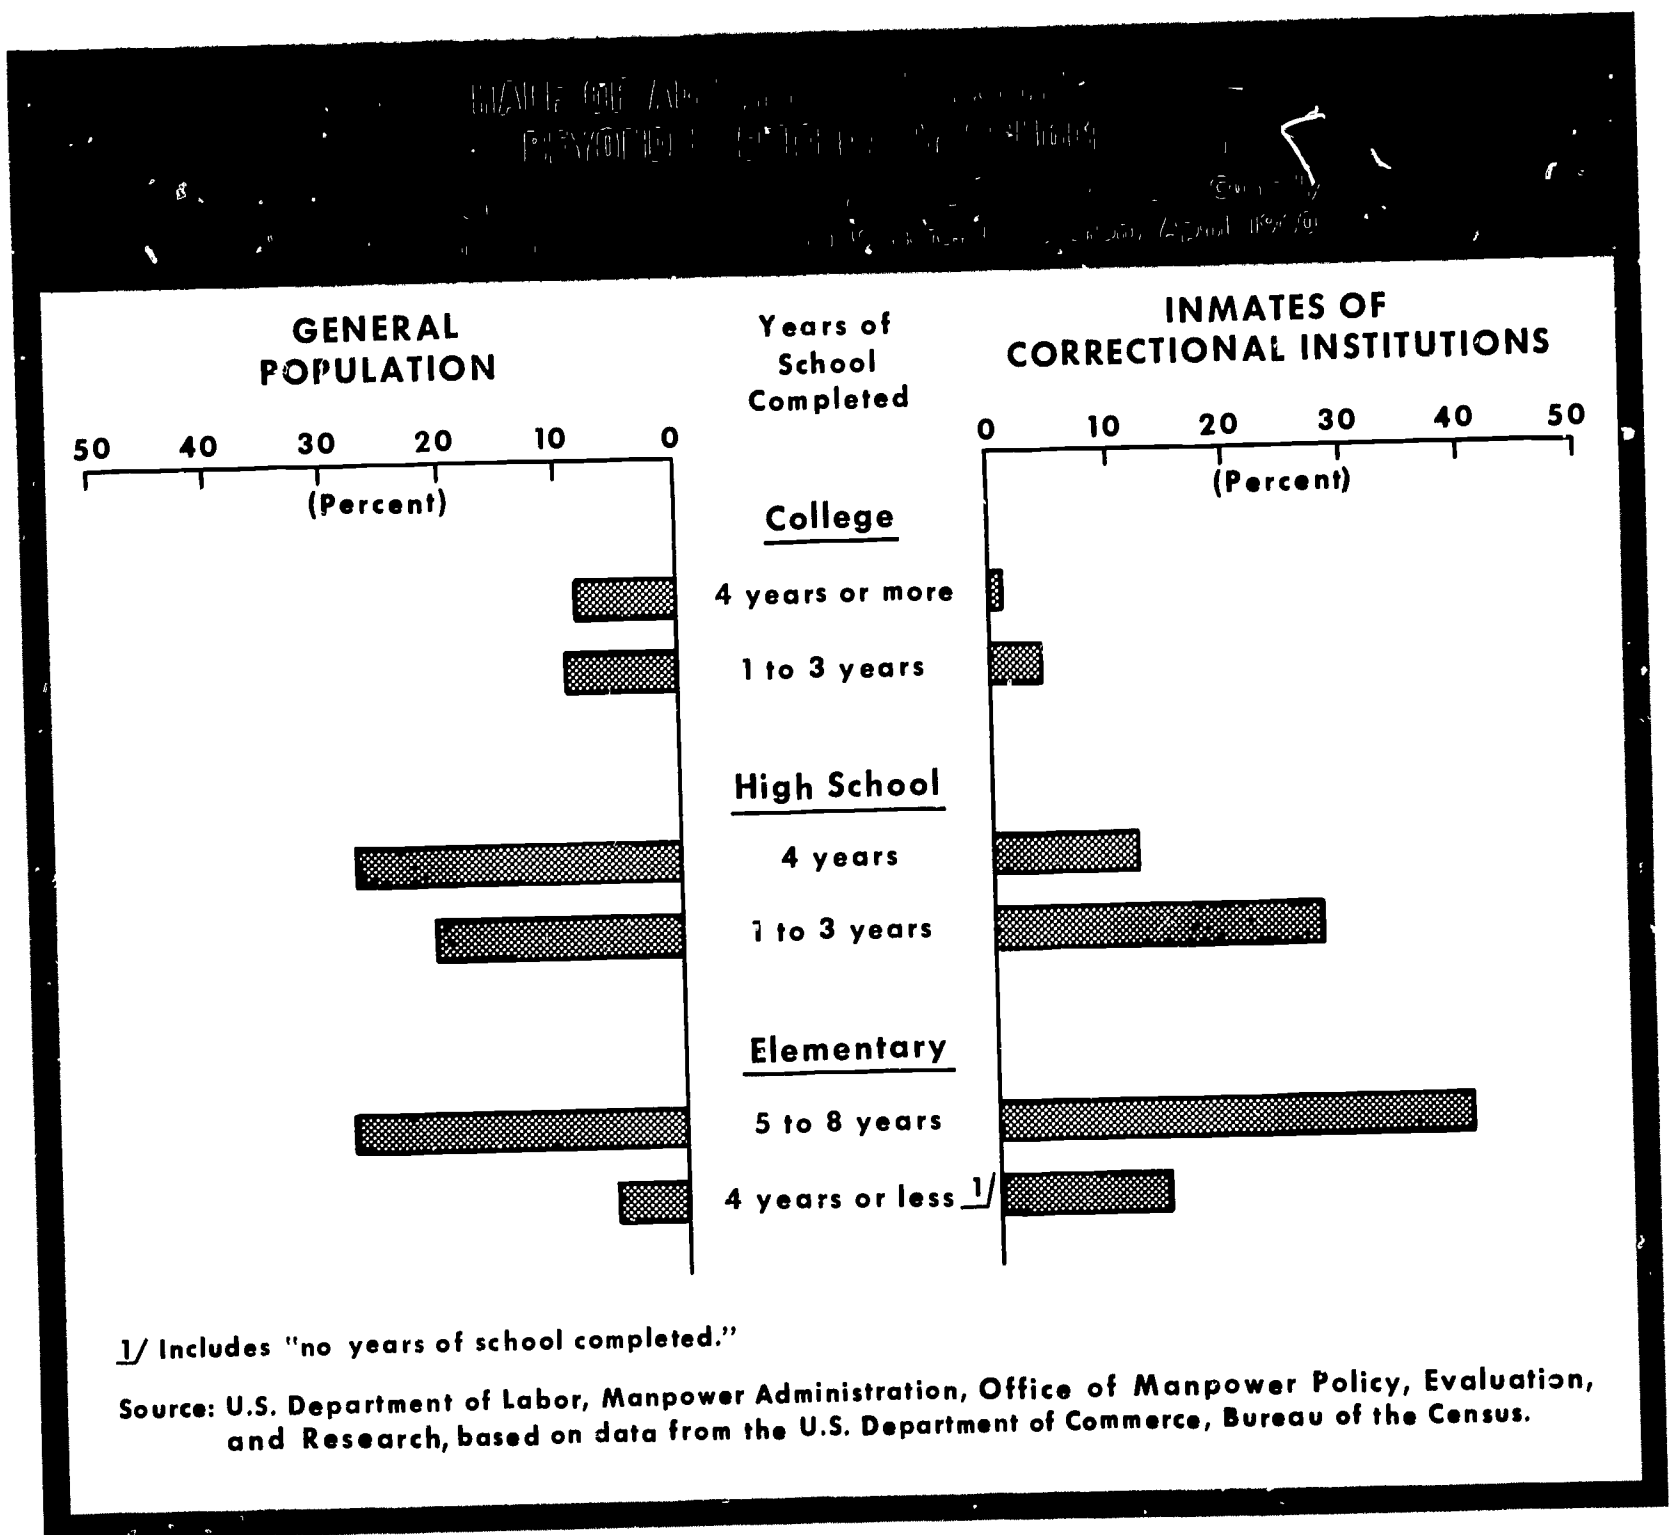 HALF OF
BEYOND
April
GENERAL
POPULATION
Years of
School
Completed
INMATES OF
CORRECTIONAL INSTITUTIONS
50 40 30 20 10 0
0 10 20 30 40 50
(Percent)
(Percent)
College
4 years or more
1 to 3 years
High School
4 years
1 to 3 years
Elementary
5 to 8 years
4 years or less 1/
1/ Includes "no years of school completed."
Source: U.S. Department of Labor, Manpower Administration, Office of Manpower Policy, Evaluation,
and Research, based on data from the U.S. Department of Commerce, Bureau of the Census.